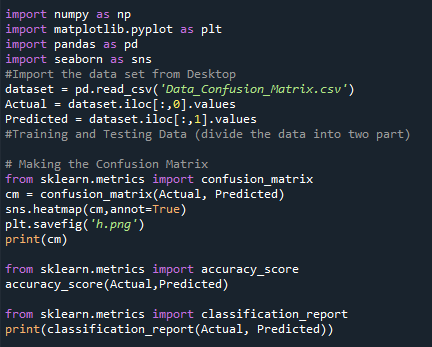 import numpy as np
import matplotlib.pyplot as plt
import pandas as pd
import seaborn as sns
#Import the data set from Desktop
dataset = pd.read_csv('Data_Confusion_Matrix.csv')
Actual = dataset.iloc[:,0].values
Predicted = dataset.iloc[:,1].values
#Training and Testing Data (divide the data into two part)
# Making the Confusion Matrix
from sklearn.metrics import confusion_matrix
cm = confusion_matrix(Actual, Predicted)
sns.heatmap(cm,annot=True)
plt.savefig('h.png')
print(cm)
from sklearn.metrics import accuracy_score
accuracy_score(Actual,Predicted)
from sklearn.metrics import classification_report
print(classification_report(Actual, Predicted))